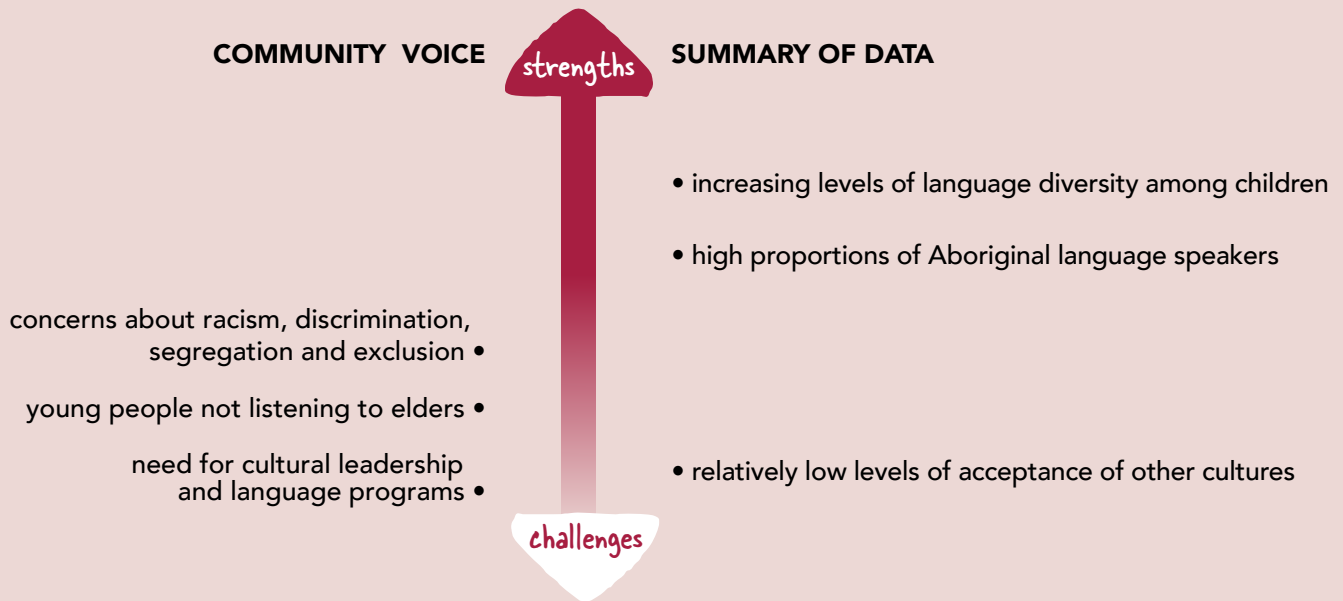 COMMUNITY VOICE
strengths
SUMMARY OF DATA
• increasing levels of language diversity among children
• high proportions of Aboriginal language speakers
concerns about racism, discrimination,
segregation and exclusion •
young people not listening to elders •
need for cultural leadership
and language programs •
• relatively low levels of acceptance of other cultures
challenges